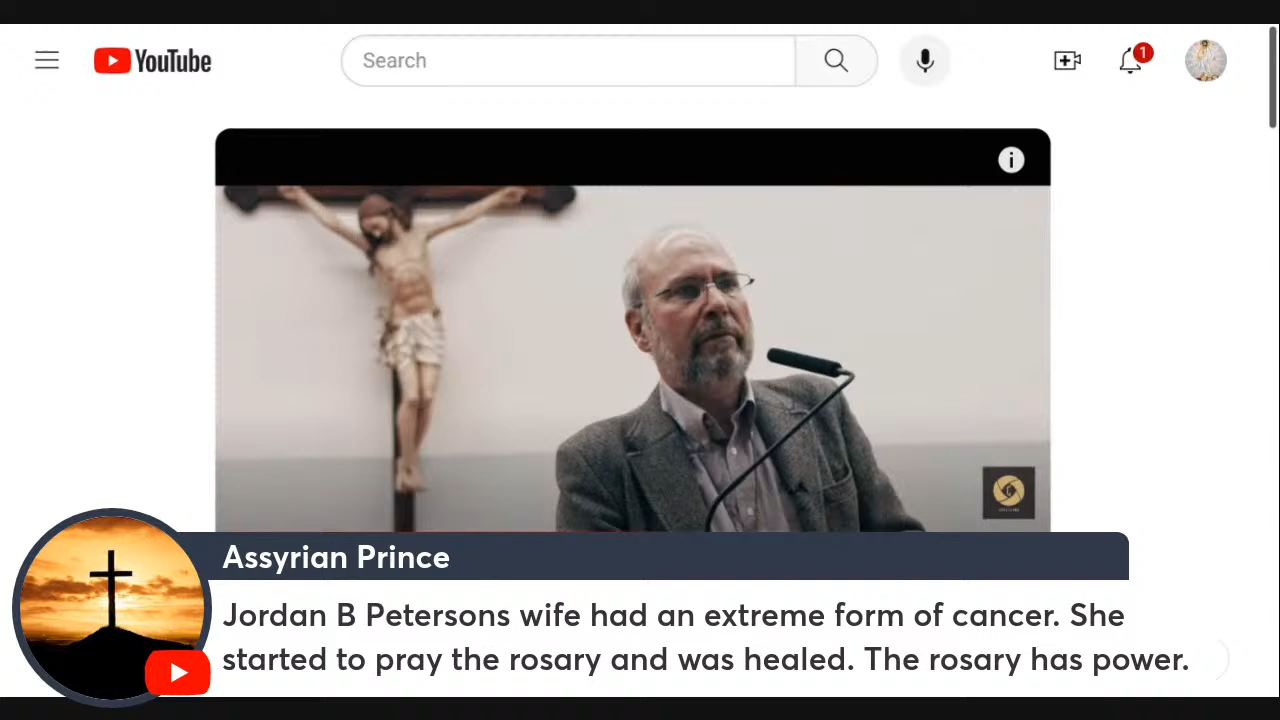 YouTube
Search
1
Assyrian Prince
Jordan B Petersons wife had an extreme form of cancer. She
started to pray the rosary and was healed. The rosary has power.